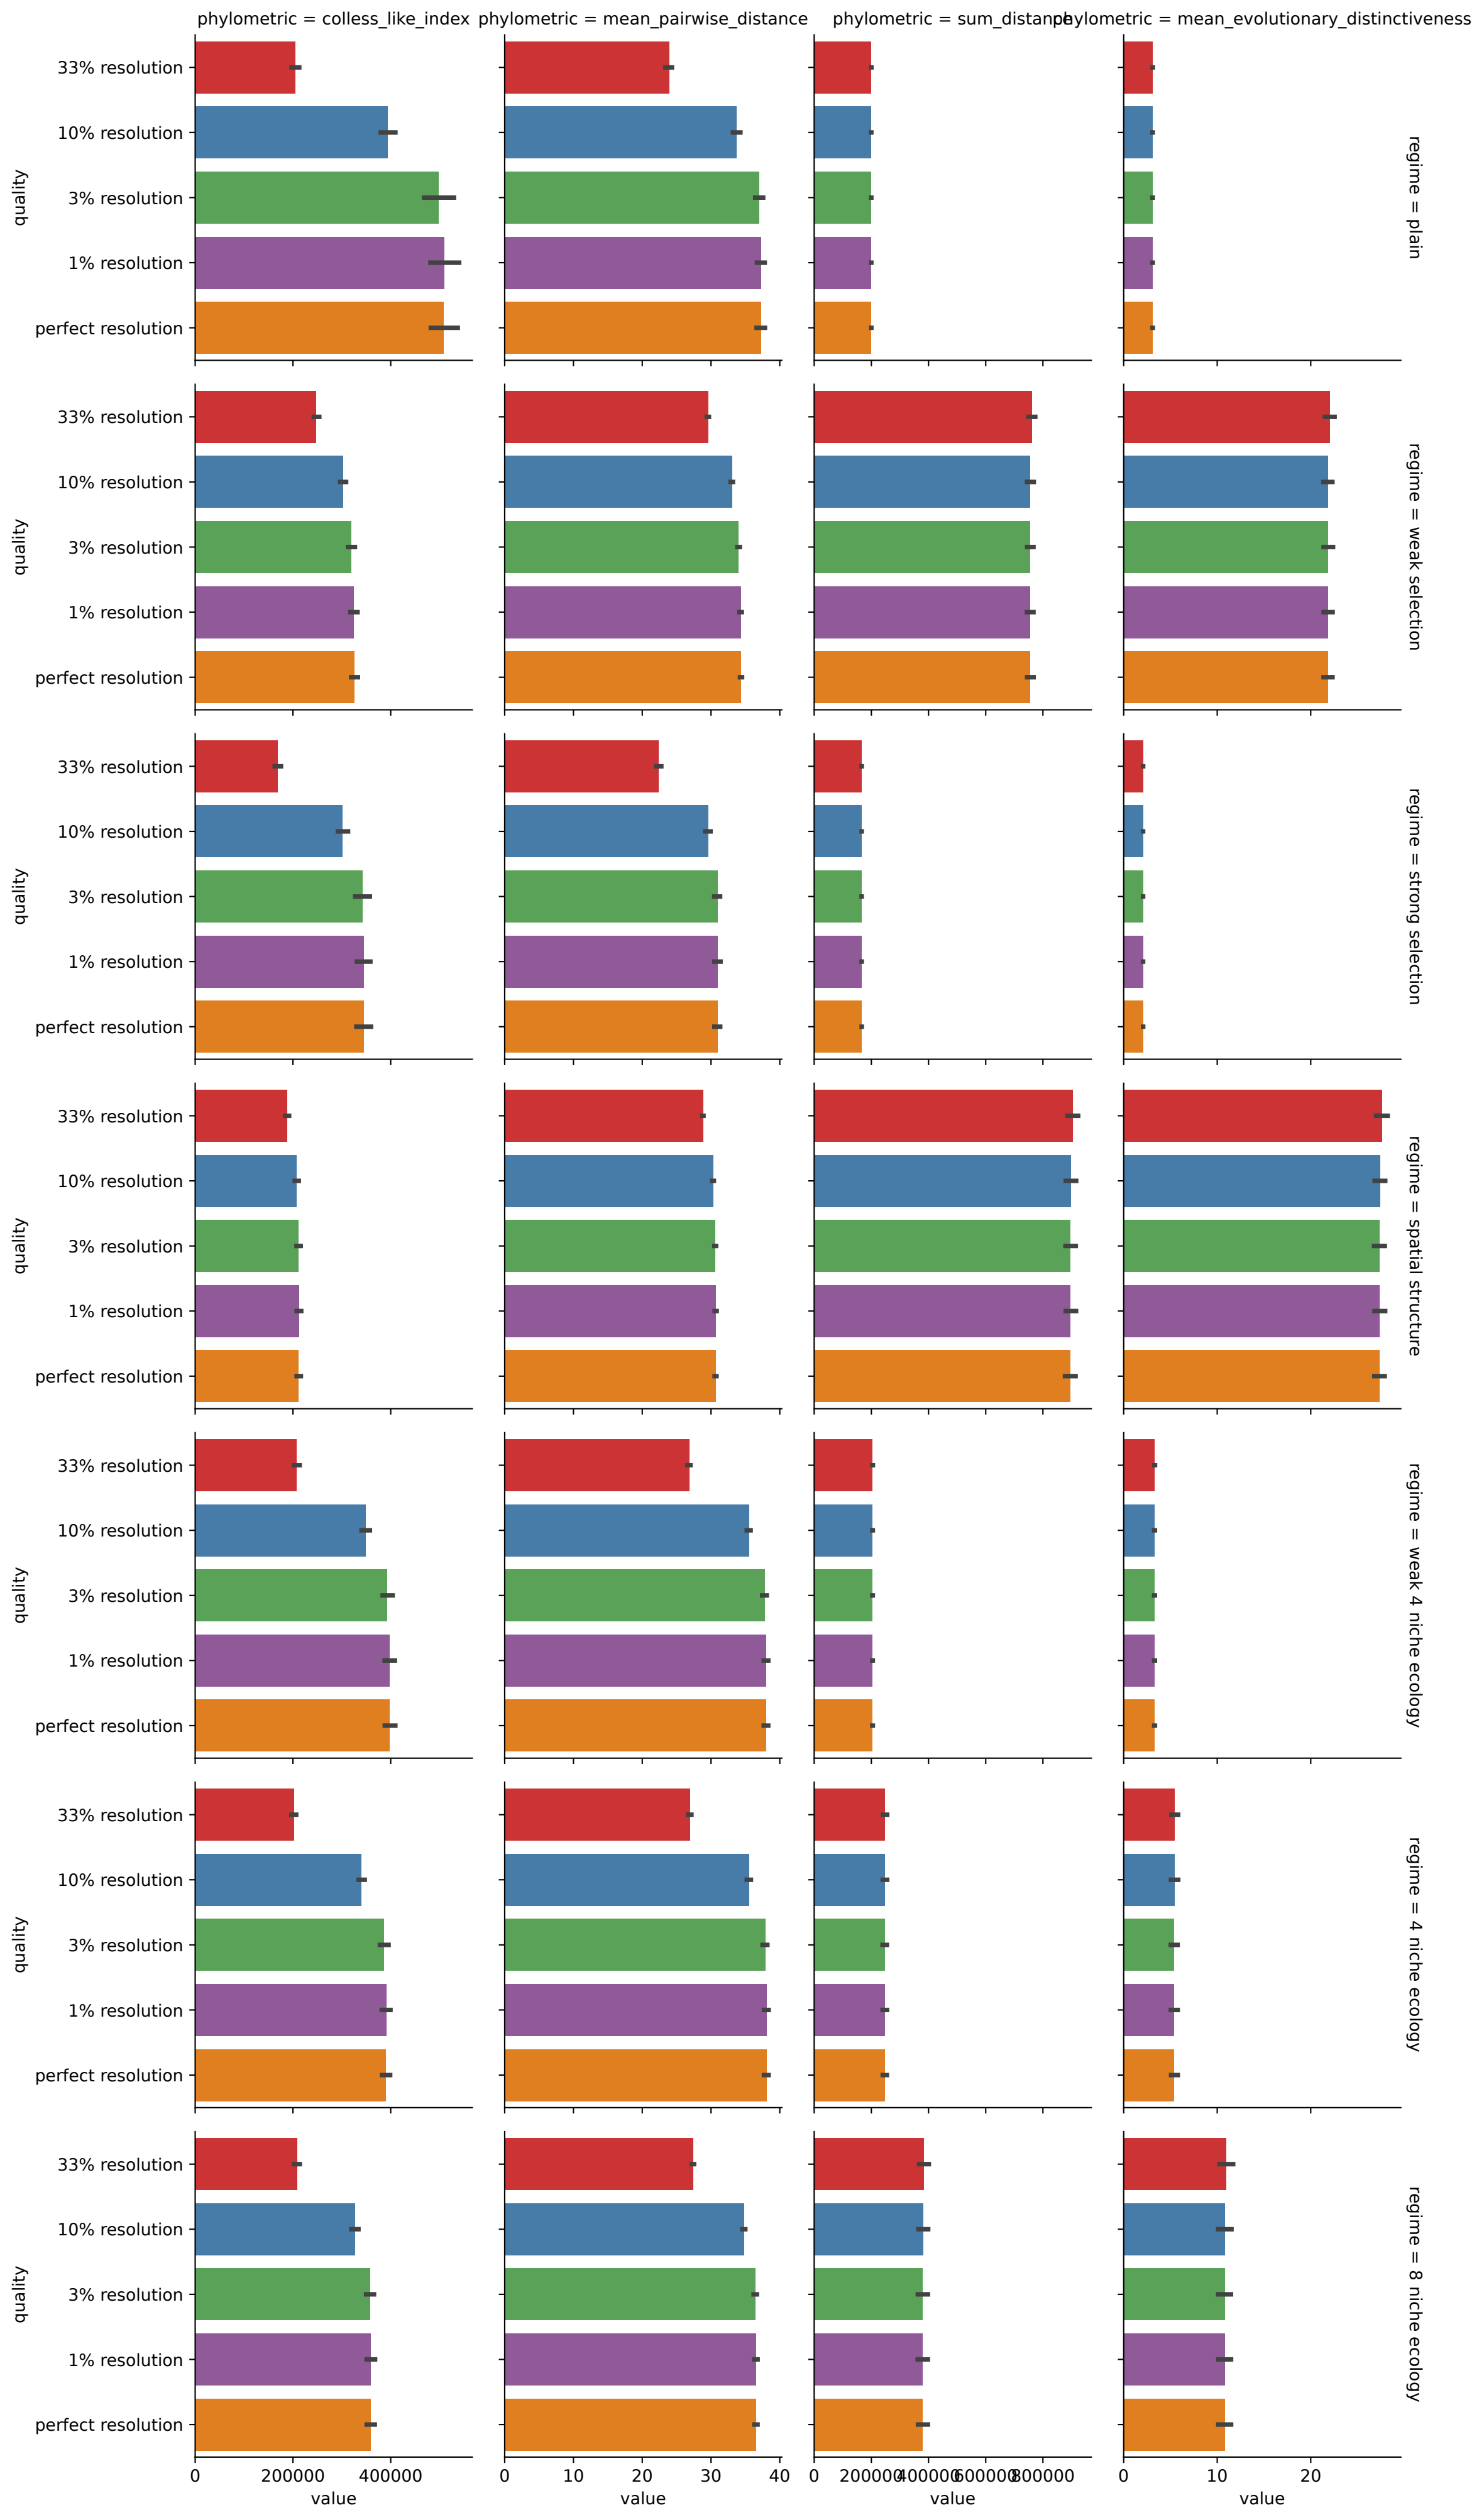 phylometric = colless_like_index phylometric = mean_pairwise_distance phylometric = sum_distance phylometric = mean_evolutionary_distinctiveness
33% resolution
10% resolution
3% resolution
1% resolution
perfect resolution
quality
regime = plain
33% resolution
10% resolution
3% resolution
1% resolution
perfect resolution
quality
regime = weak selection
33% resolution
10% resolution
3% resolution
1% resolution
perfect resolution
quality
regime = strong selection
33% resolution
10% resolution
3% resolution
1% resolution
perfect resolution
quality
regime = spatial structure
33% resolution
10% resolution
3% resolution
1% resolution
perfect resolution
quality
regime = weak 4 niche ecology
33% resolution
10% resolution
3% resolution
1% resolution
perfect resolution
quality
regime = 4 niche ecology
33% resolution
10% resolution
3% resolution
1% resolution
perfect resolution
quality
regime = 8 niche ecology
0 200000 400000 0 10 20 30 40 0 200000 400000 600000 800000 0 10 20
value value value value